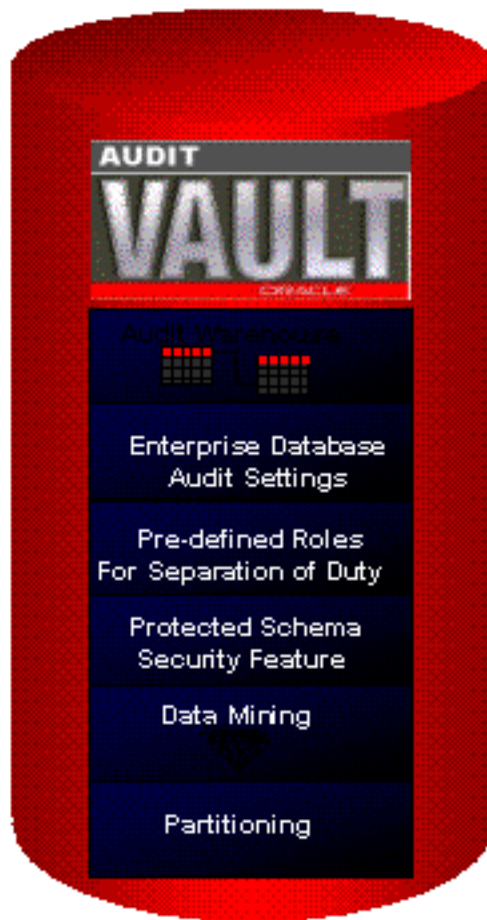 AUDIT
VAULT
ORACLE
Audit Warehouse
Enterprise Database
Audit Settings
Pre-defined Roles
For Separation of Duty
Protected Schema
Security Feature
Data Mining
Partitioning